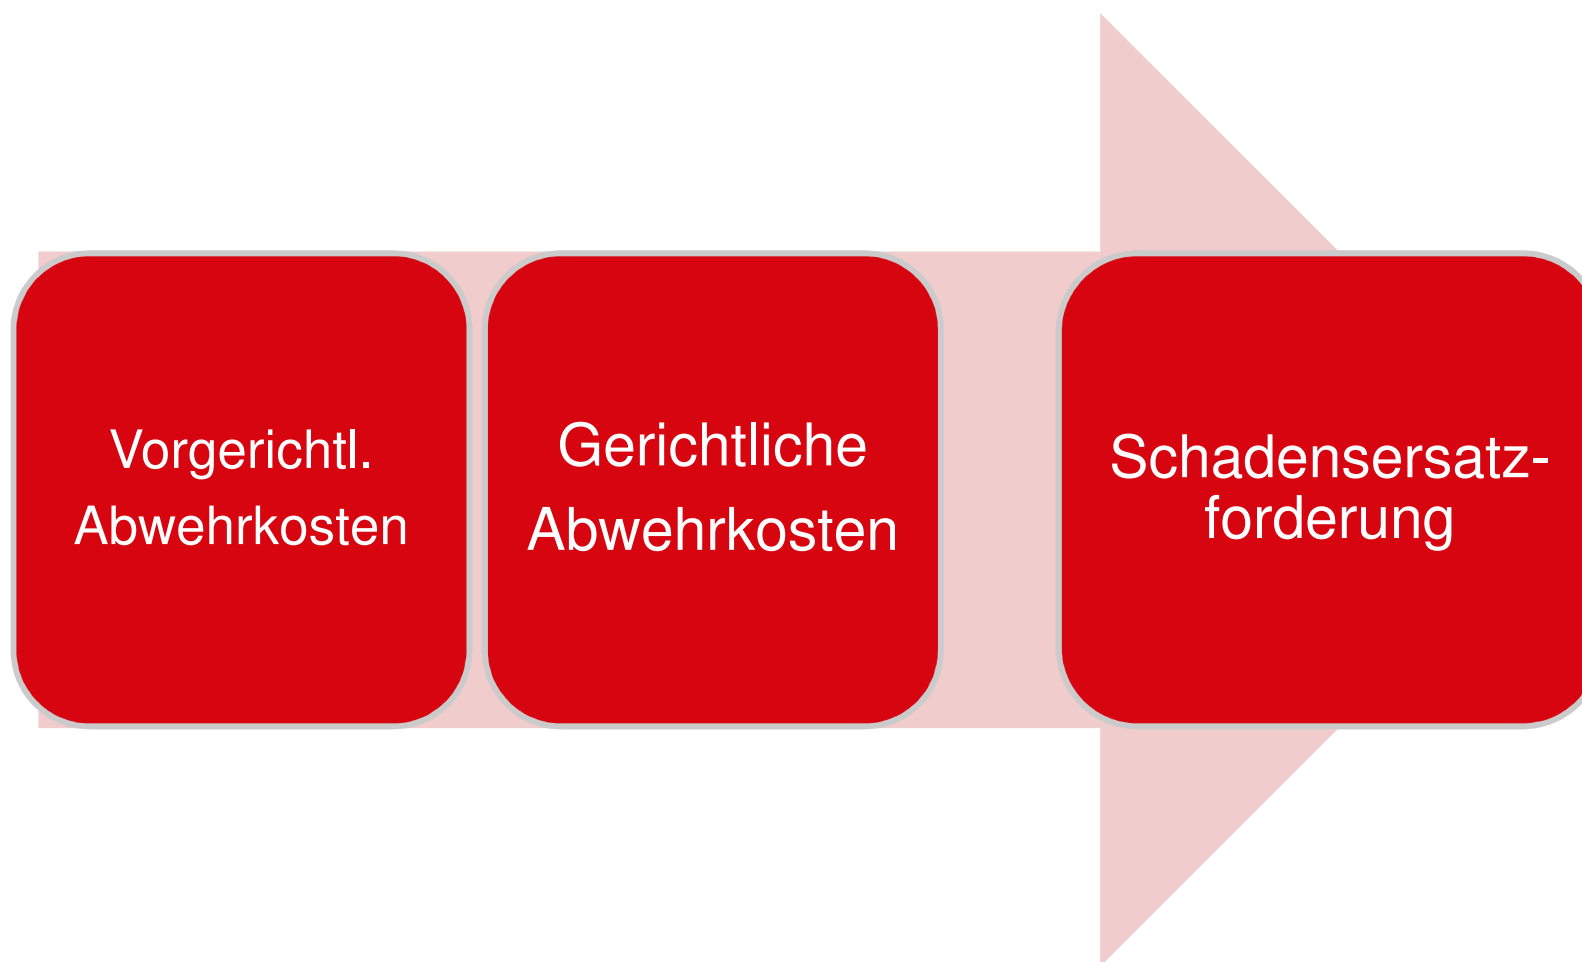 Vorgerichtl.
Abwehrkosten
Gerichtliche
Abwehrkosten
Schadensersatz-
forderung